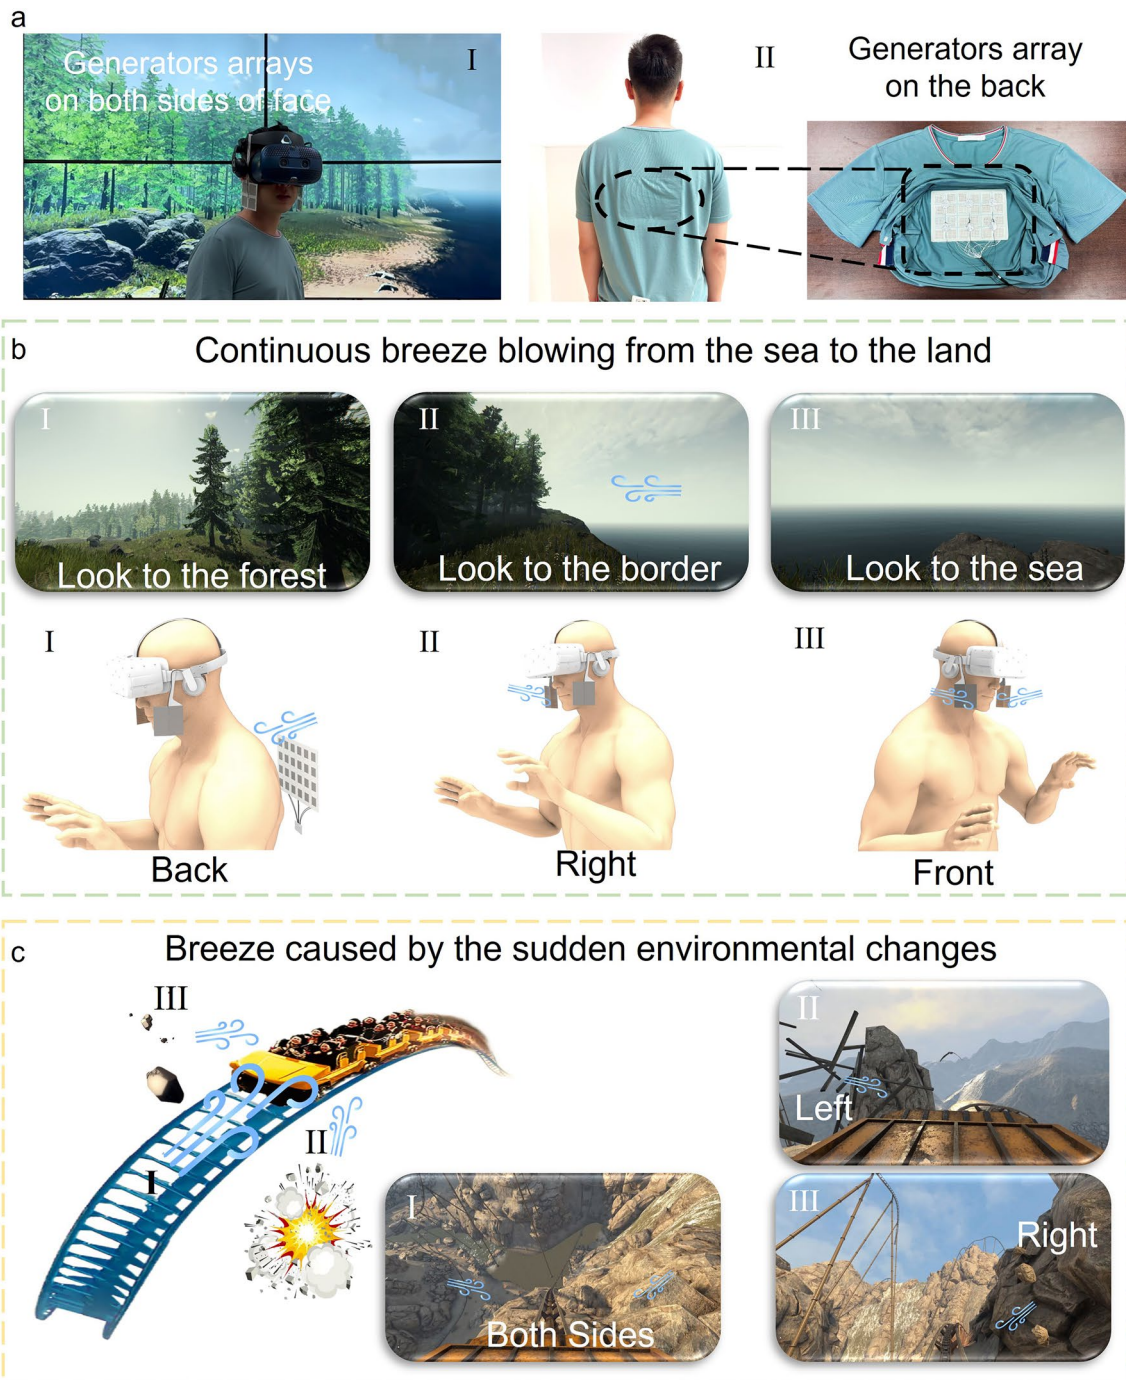 a
Generators arrays
on both sides of face
I
II
Generators array
on the back
b
Continuous breeze blowing from the sea to the land
I
Look to the forest
II
Look to the border
III
Look to the sea
I
Back
II
Right
III
Front
c
Breeze caused by the sudden environmental changes
III
II
I
I
Both Sides
II
Left
III
Right